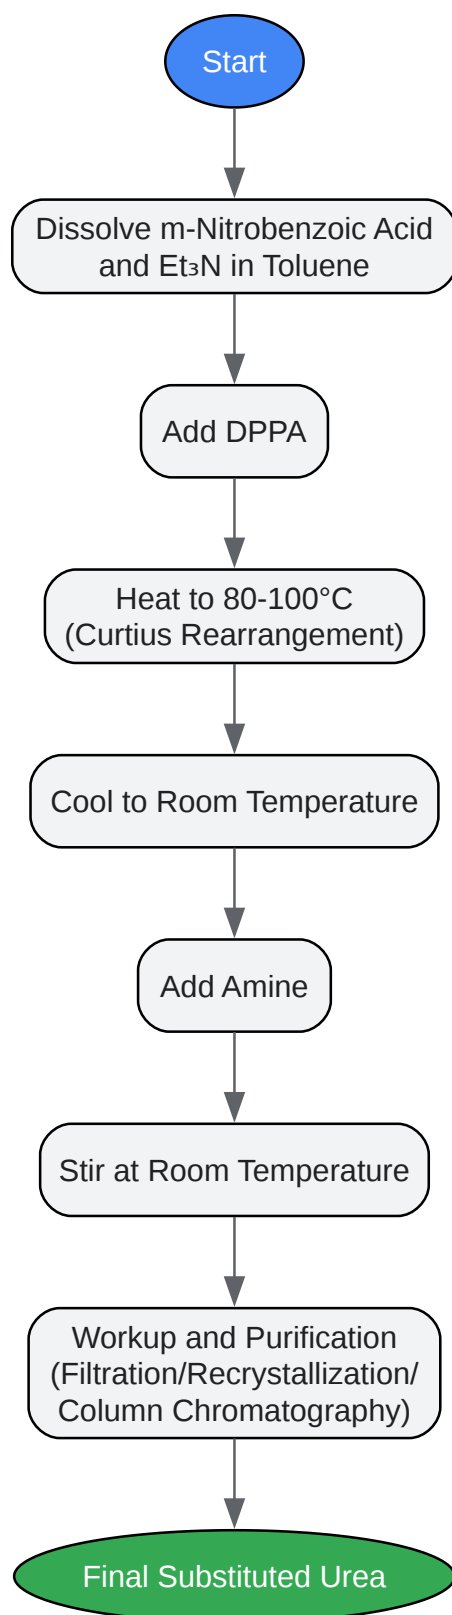 Start
Dissolve m-Nitrobenzoic Acid
and Et₃N in Toluene
Add DPPA
Heat to 80-100°C
(Curtius Rearrangement)
Cool to Room Temperature
Add Amine
Stir at Room Temperature
Workup and Purification
(Filtration/Recrystallization/
Column Chromatography)
Final Substituted Urea